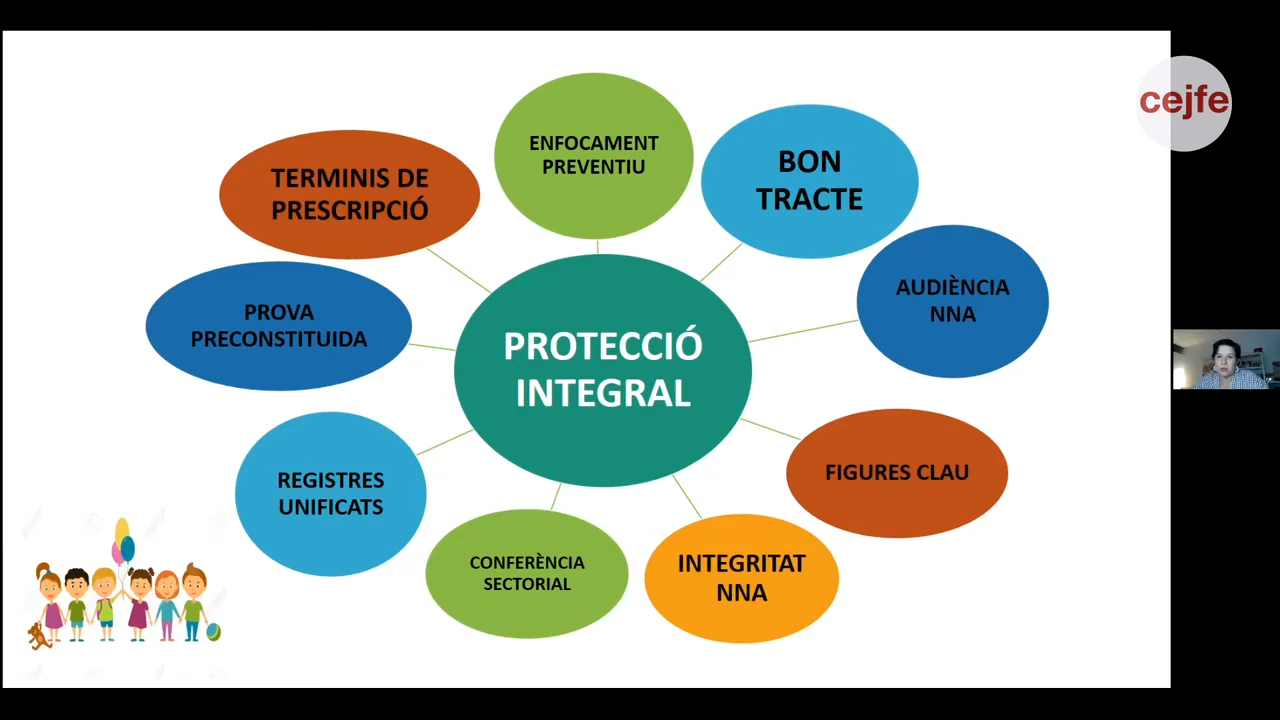 cejfe
ENFOCAMENT
PREVENTIU
BON
TRACTE
TERMINIS DE
PRESCRIPCIÓ
AUDIÈNCIA
NNA
PROVA
PRECONSTITUIDA
PROTECCIÓ
INTEGRAL
FIGURES CLAU
REGISTRES
UNIFICATS
CONFERÈNCIA
SECTORIAL
INTEGRITAT
NNA